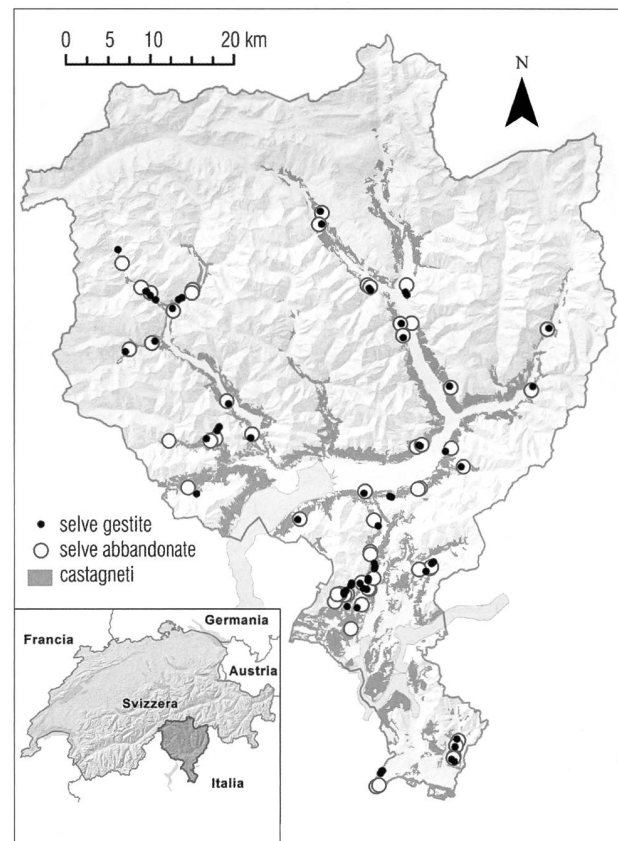 0 5 10 20 km
N
selve gestite
selve abbandonate
castagneti
Germania
Francia
Austria
Svizzera
Italia